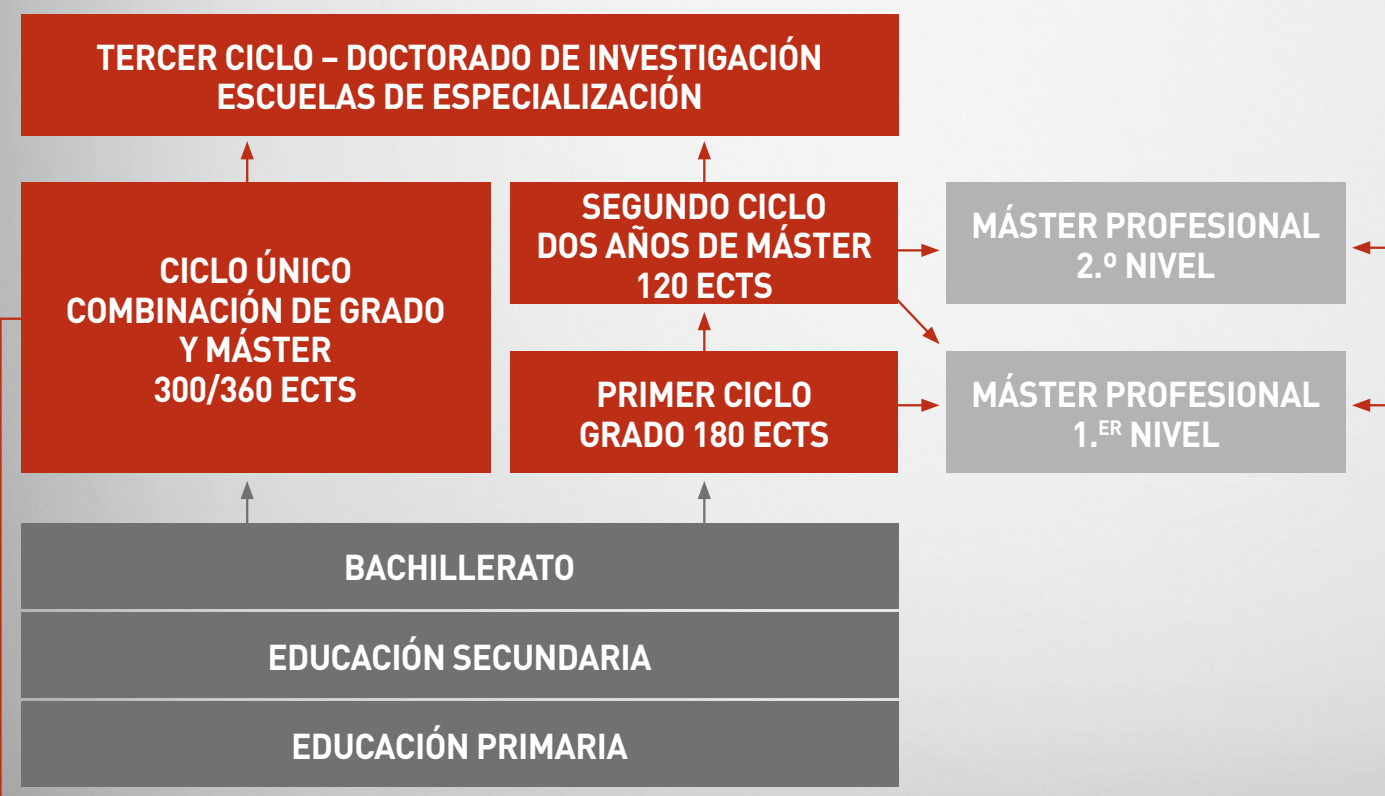 TERCER CICLO – DOCTORADO DE INVESTIGACIÓN
ESCUELAS DE ESPECIALIZACIÓN
CICLO ÚNICO
COMBINACIÓN DE GRADO
Y MÁSTER
300/360 ECTS
SEGUNDO CICLO
DOS AÑOS DE MÁSTER
120 ECTS
MÁSTER PROFESIONAL
2.º NIVEL
PRIMER CICLO
GRADO 180 ECTS
MÁSTER PROFESIONAL
1.ER NIVEL
BACHILLERATO
EDUCACIÓN SECUNDARIA
EDUCACIÓN PRIMARIA